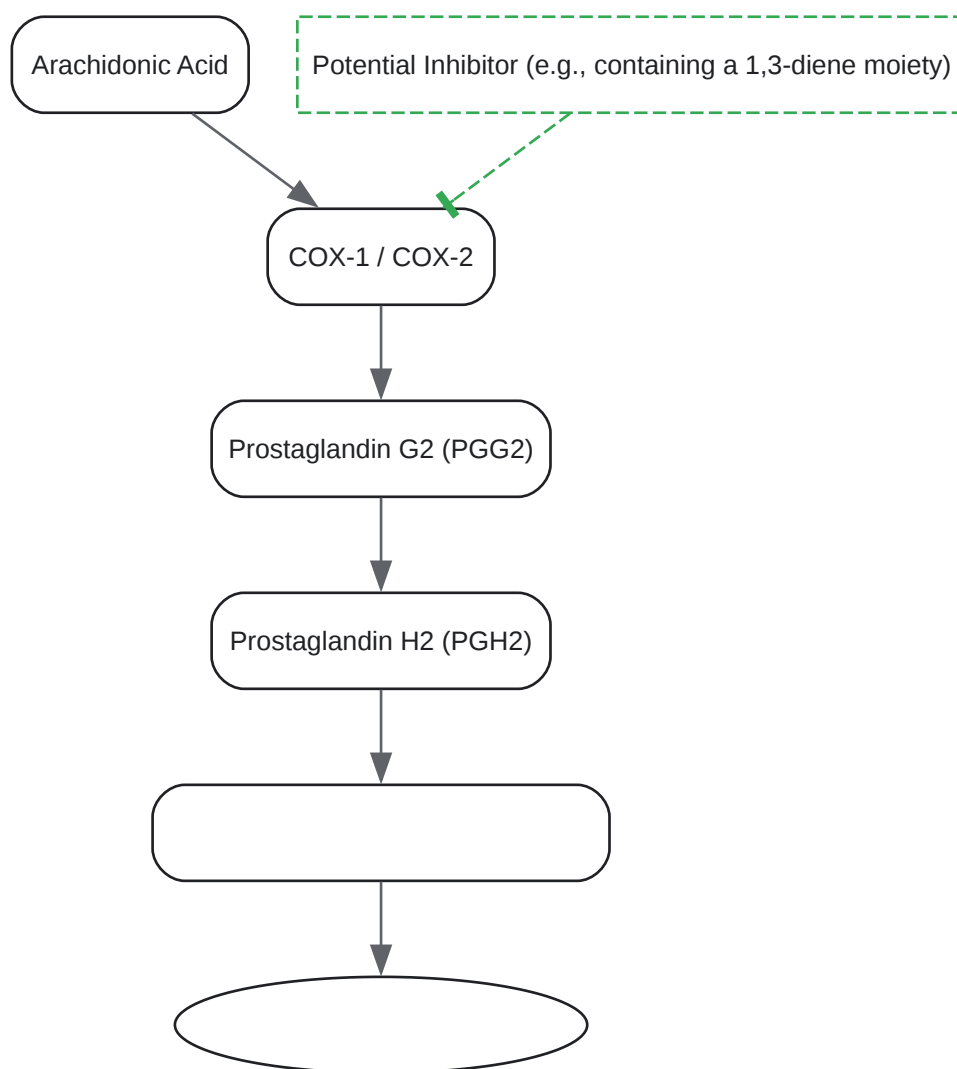 Arachidonic Acid
Potential Inhibitor (e.g., containing a 1,3-diene moiety)
COX-1 / COX-2
Prostaglandin G2 (PGG2)
Prostaglandin H2 (PGH2)